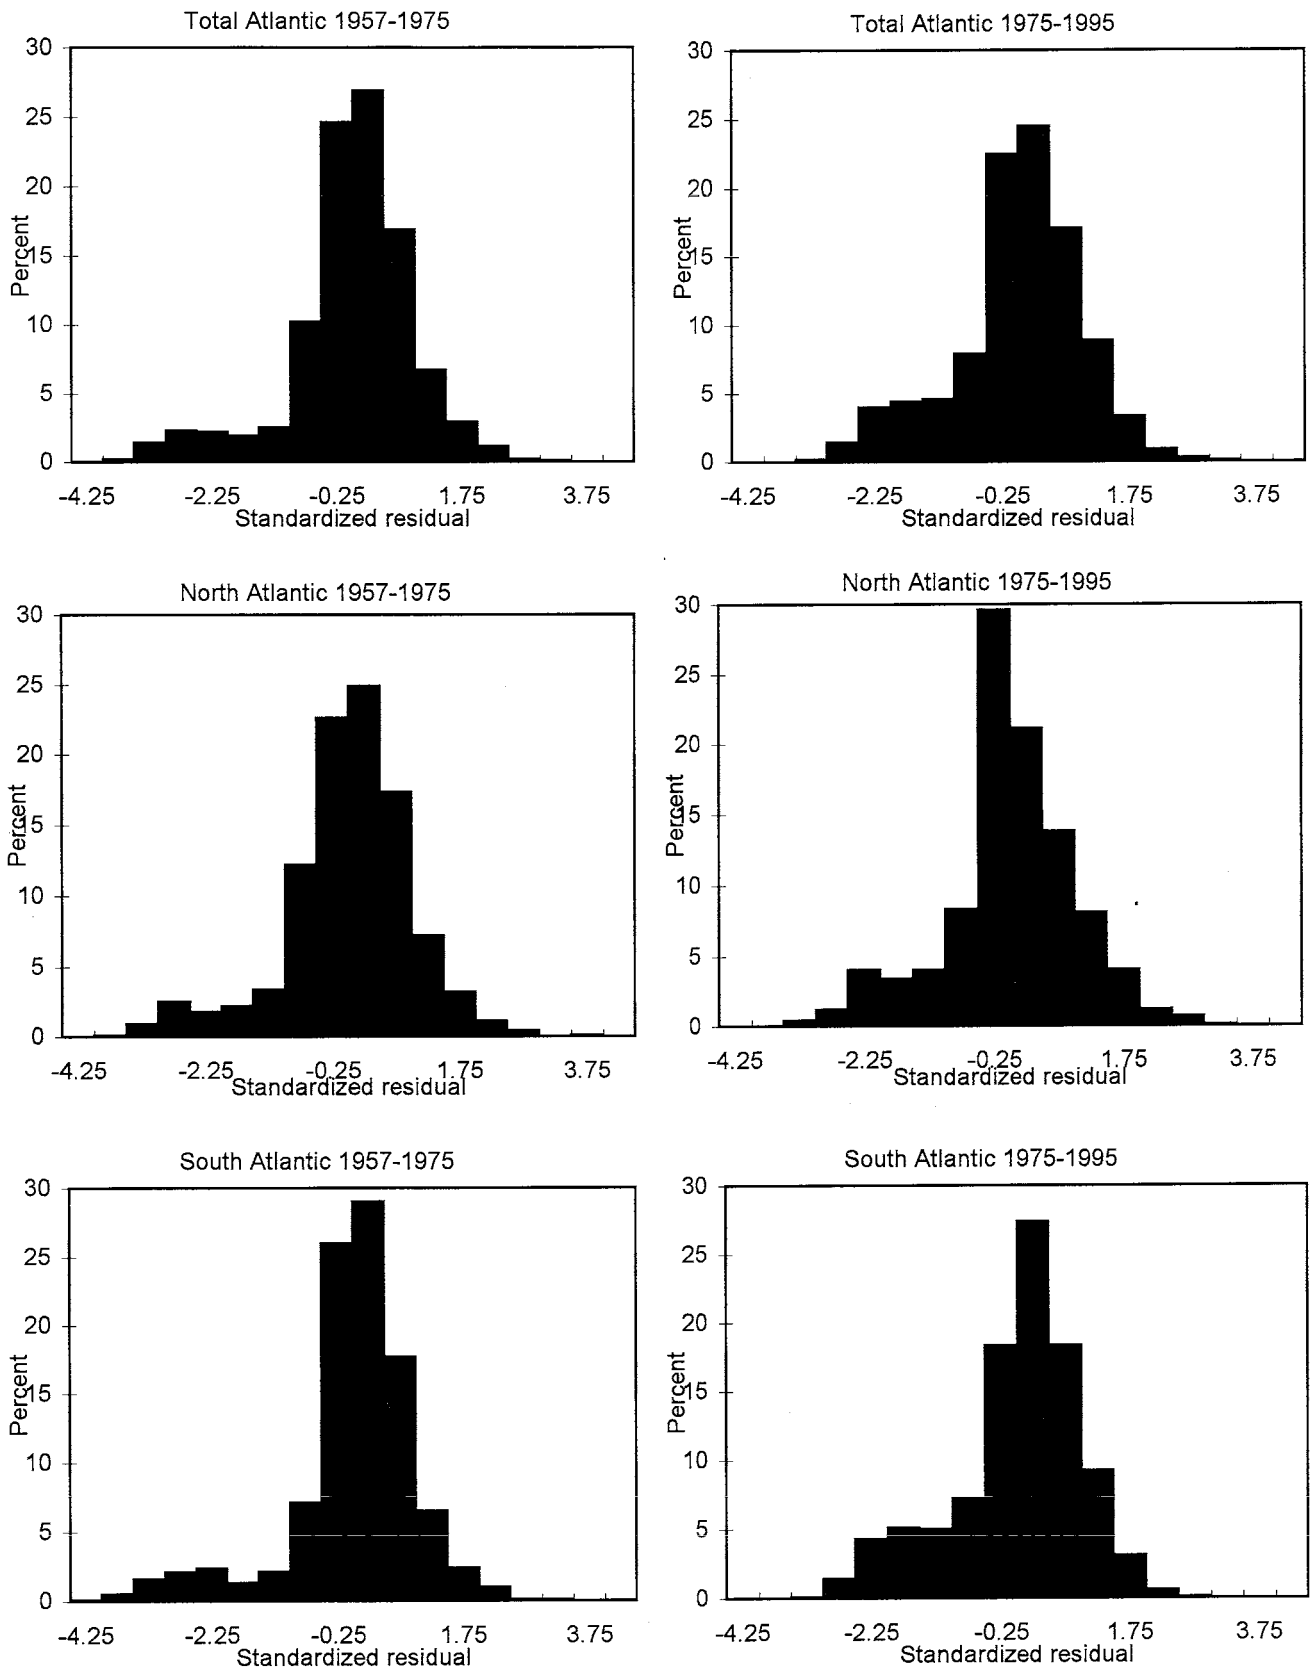 Total Atlantic 1957-1975
30
25
20
15
10
5
0
Percent
-4.25 -2.25 -0.25 1.75 3.75
Standardized residual
Total Atlantic 1975-1995
30
25
20
15
10
5
0
Percent
-4.25 -2.25 -0.25 1.75 3.75
Standardized residual
North Atlantic 1957-1975
30
25
20
15
10
5
0
Percent
-4.25 -2.25 -0.25 1.75 3.75
Standardized residual
North Atlantic 1975-1995
30
25
20
15
10
5
0
Percent
-4.25 -2.25 -0.25 1.75 3.75
Standardized residual
South Atlantic 1957-1975
30
25
20
15
10
5
0
Percent
-4.25 -2.25 -0.25 1.75 3.75
Standardized residual
South Atlantic 1975-1995
30
25
20
15
10
5
0
Percent
-4.25 -2.25 -0.25 1.75 3.75
Standardized residual